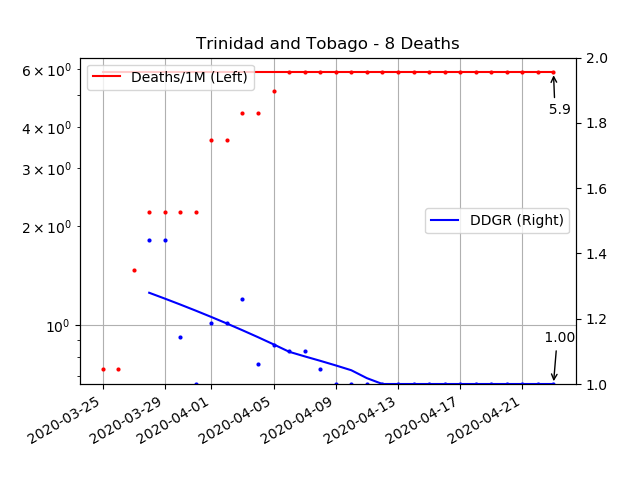 Trinidad and Tobago - 8 Deaths
6 × 10⁰
4 × 10⁰
3 × 10⁰
2 × 10⁰
10⁰
Deaths/1M (Left)
DDGR (Right)
5.9
1.00
2.0
1.8
1.6
1.4
1.2
1.0
2020-03-25
2020-03-29
2020-04-01
2020-04-05
2020-04-09
2020-04-13
2020-04-17
2020-04-21